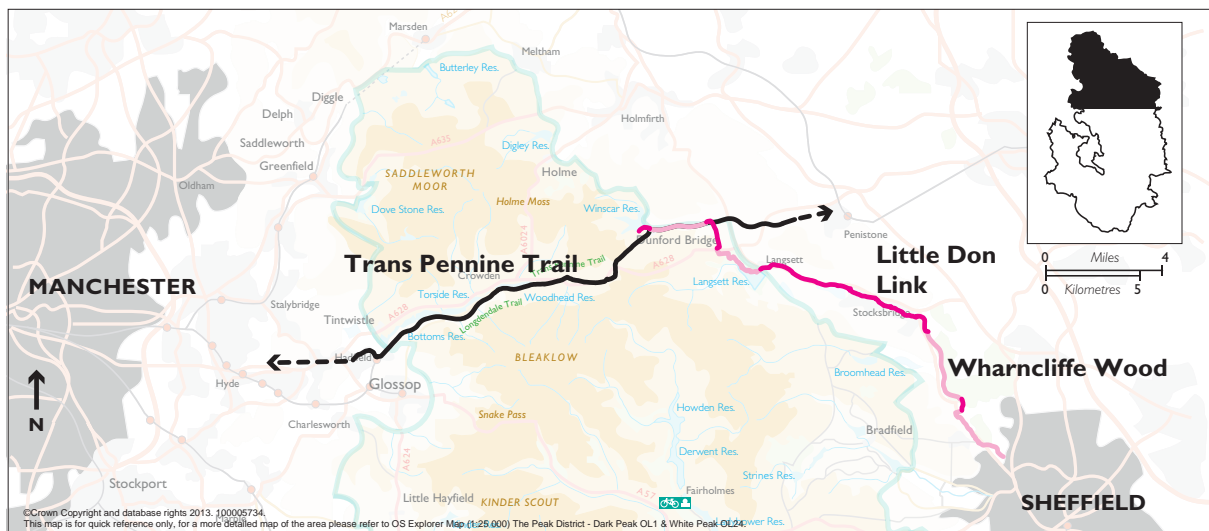 Marsden
Meltham
Butterley Res.
Diggle
Delph
Saddleworth
Greenfield
Oldham
A635
Holmfirth
Digley Res.
SADDLEWORTH
MOOR
Holme
Holme Moss
Dove Stone Res.
Winscar Res.
A6024
Dunford Bridge
Penistone
A628
Langsett
Langsett Res.
Little Don
Link
Miles
0 4
0 5
Kilometres
Trans Pennine Trail
Crowden
Torside Res.
Woodhead Res.
Longdendale Trail
MANCHESTER
Stalybridge
Tintwistle
A628
Bottoms Res.
Hadfield
Stocksbridge
BLEAKLOW
Wharncliffe Wood
Broomhead Res.
Hyde
Glossop
N
Snake Pass
Howden Res.
Charlesworth
Bradfield
A624
Derwent Res.
Strines Res.
Stockport
Little Hayfield
KINDER SCOUT
A57
Fairholmes
SHEFFIELD
©Crown Copyright and database rights 2013. 100005734.
This map is for quick reference only, for a more detailed map of the area please refer to OS Explorer Map (1:25 000) The Peak District - Dark Peak OL1 & White Peak OL24.